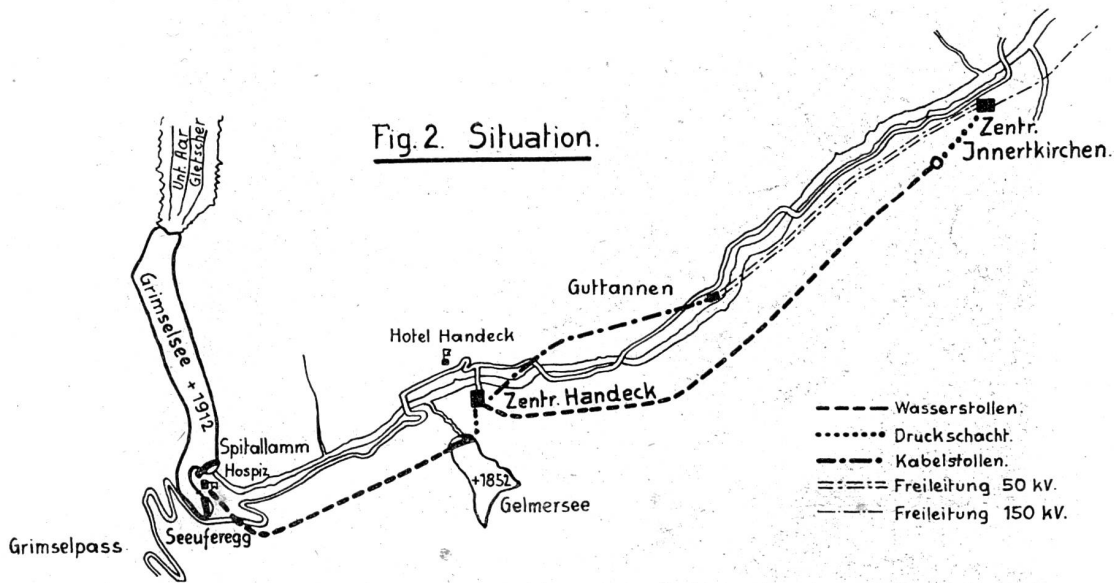 Fig. 2. Situation.
Unt. Aar
Gletscher
Zentr.
Innertkirchen.
Grimselsee +1912
Guttannen
Hotel Handeck
Zentr. Handeck
Spitallamm
Hospiz
+1852
Gelmersee
Seeuferegg
Grimselpass
Wasserstollen.
Druckschacht.
Kabelstollen.
Freileitung 50 kV.
Freileitung 150 kV.